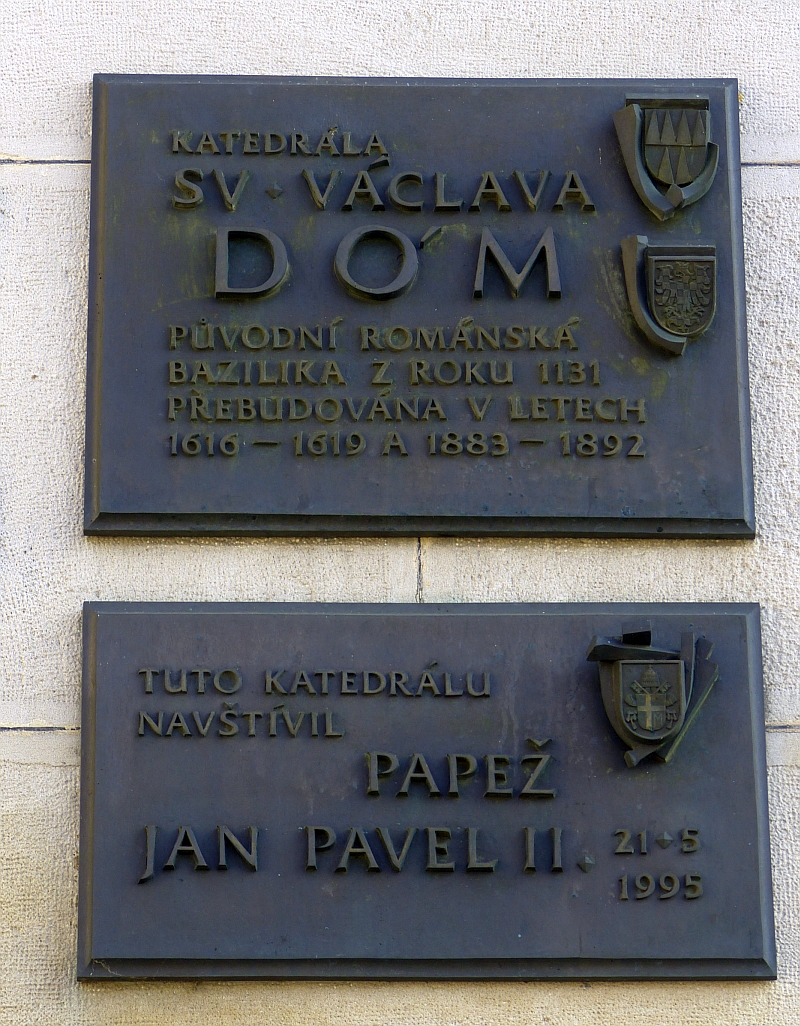 KATEDRÁLA
SV · VÁCLAVA
DÓM
PŮVODNÍ ROMÁNSKÁ
BAZILIKA Z ROKU 1131
PŘEBUDOVÁNA V LETECH
1616 – 1619 A 1883 – 1892
TUTO KATEDRÁLU
NAVŠTÍVIL
PAPEŽ
JAN PAVEL II. 21 · 5
1995